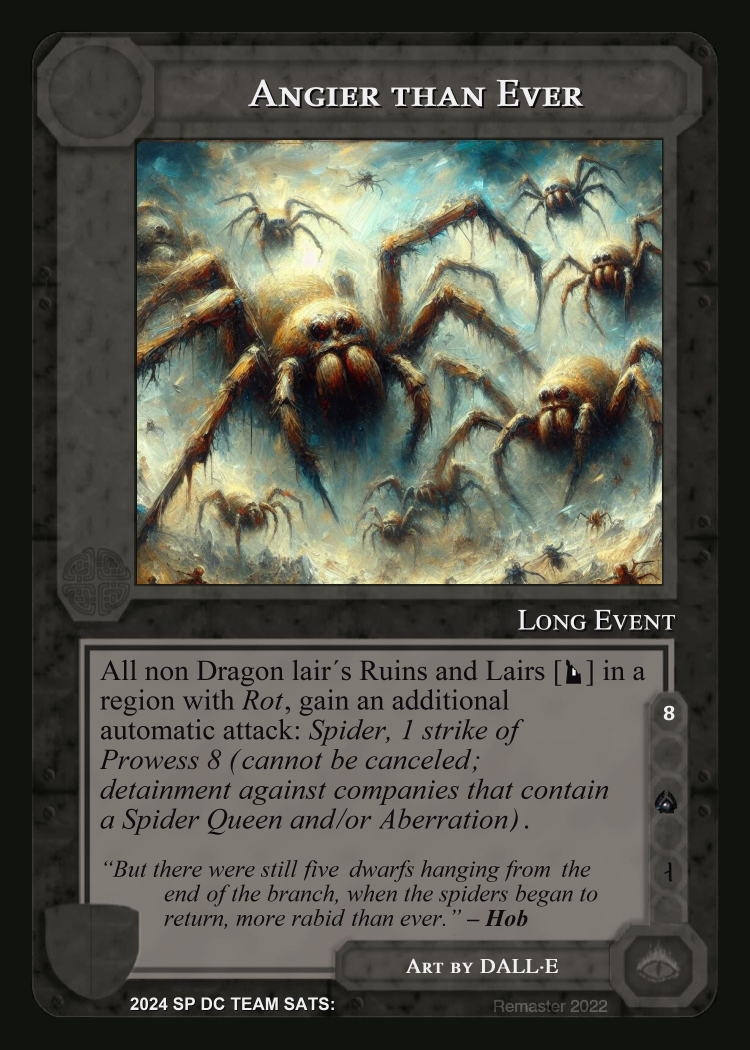 Angier than Ever
Long Event
All non Dragon lair´s Ruins and Lairs [ ] in a
region with Rot, gain an additional
automatic attack: Spider, 1 strike of
Prowess 8 (cannot be canceled;
detainment against companies that contain
a Spider Queen and/or Aberration).
8
“But there were still five dwarfs hanging from the
end of the branch, when the spiders began to
return, more rabid than ever.” – Hob
Art by DALL·E
2024 SP DC TEAM SATS:
Remaster 2022